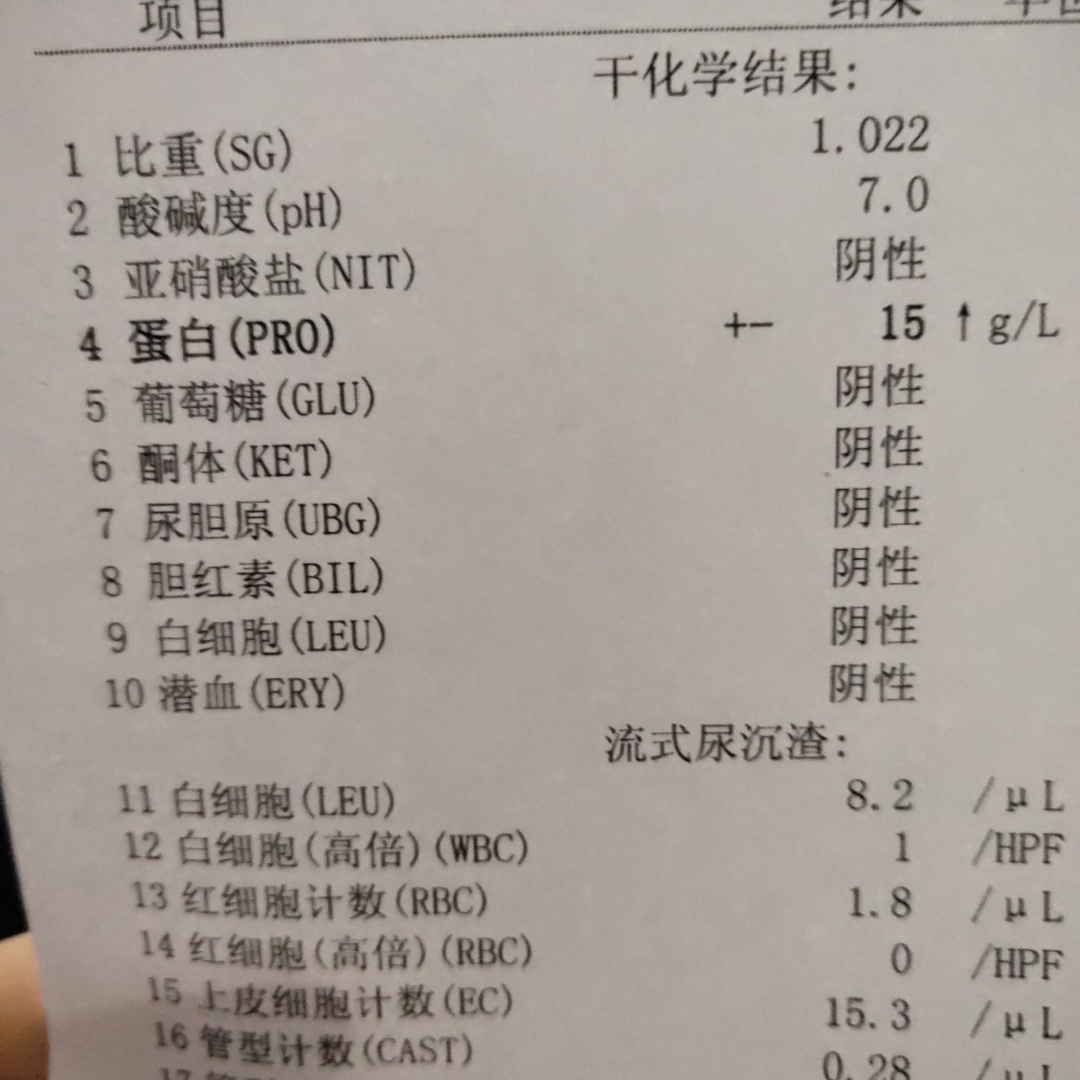 项目 结果 单位
干化学结果:
1 比重(SG) 1.022
2 酸碱度(pH) 7.0
3 亚硝酸盐(NIT) 阴性
4 蛋白(PRO) +- 15 ↑ g/L
5 葡萄糖(GLU) 阴性
6 酮体(KET) 阴性
7 尿胆原(UBG) 阴性
8 胆红素(BIL) 阴性
9 白细胞(LEU) 阴性
10 潜血(ERY) 阴性
流式尿沉渣:
11 白细胞(LEU) 8.2 /μL
12 白细胞(高倍)(WBC) 1 /HPF
13 红细胞计数(RBC) 1.8 /μL
14 红细胞(高倍)(RBC) 0 /HPF
15 上皮细胞计数(EC) 15.3 /μL
16 管型计数(CAST) 0.28 /μL
17